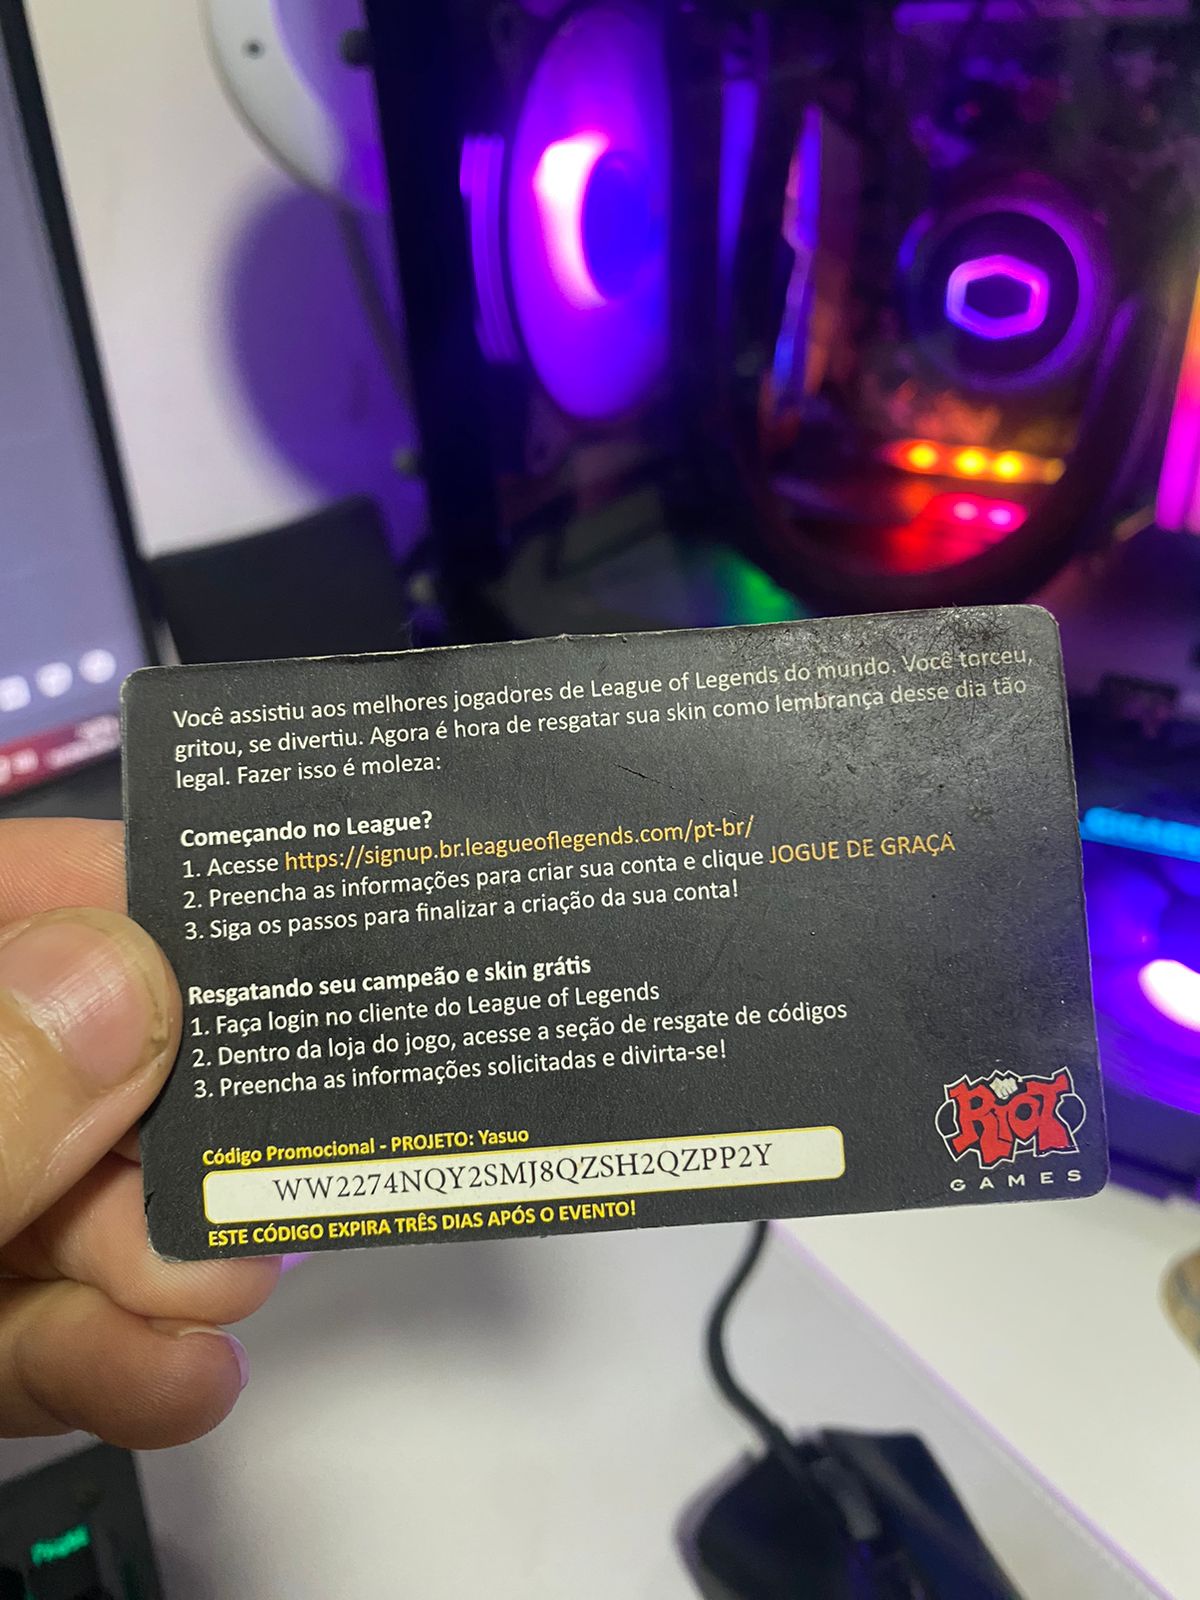 Você assistiu aos melhores jogadores de League of Legends do mundo. Você torceu,
gritou, se divertiu. Agora é hora de resgatar sua skin como lembrança desse dia tão
legal. Fazer isso é moleza:
Começando no League?
1. Acesse https://signup.br.leagueoflegends.com/pt-br/
2. Preencha as informações para criar sua conta e clique JOGUE DE GRAÇA
3. Siga os passos para finalizar a criação da sua conta!
Resgatando seu campeão e skin grátis
1. Faça login no cliente do League of Legends
2. Dentro da loja do jogo, acesse a seção de resgate de códigos
3. Preencha as informações solicitadas e divirta-se!
Código Promocional - PROJETO: Yasuo
WW2274NQY2SMJ8QZSH2QZPP2Y
ESTE CÓDIGO EXPIRA TRÊS DIAS APÓS O EVENTO!
RIOT
GAMES